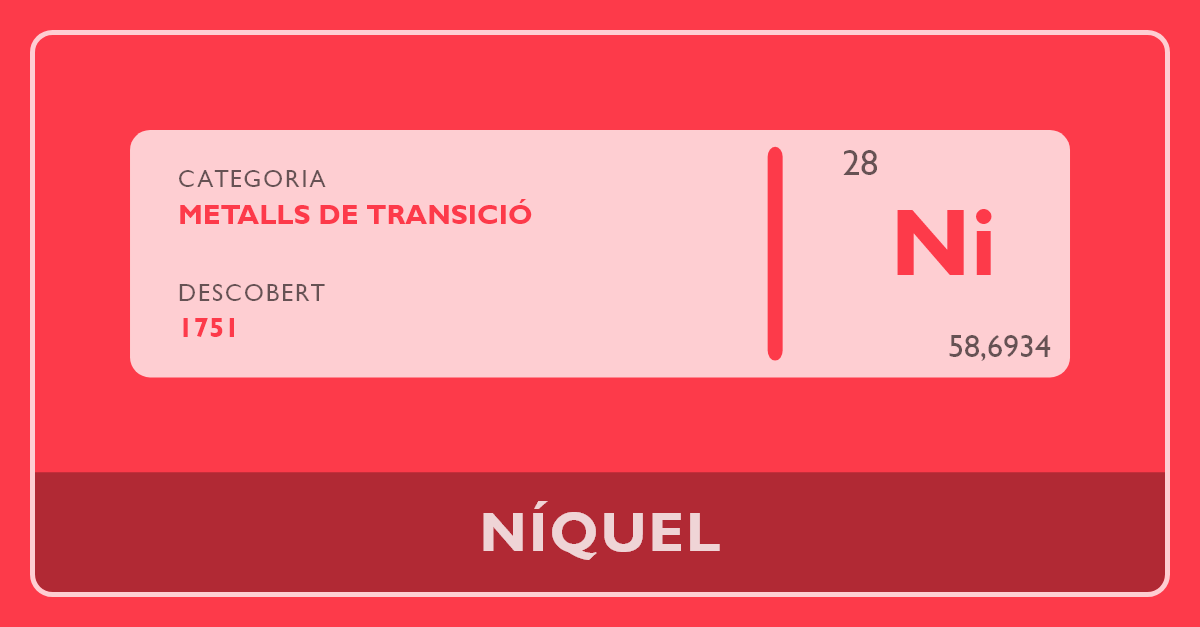 CATEGORIA
METALLS DE TRANSICIÓ
DESCOBERT
1751
28
Ni
58,6934
NÍQUEL